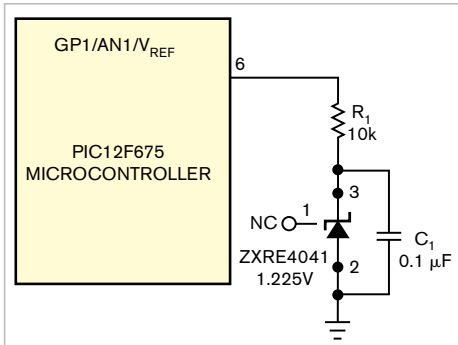 GP1/AN1/VREF
6
PIC12F675
MICROCONTROLLER
R1
10k
3
NC
1
ZXRE4041
1.225V
2
C1
0.1 µF